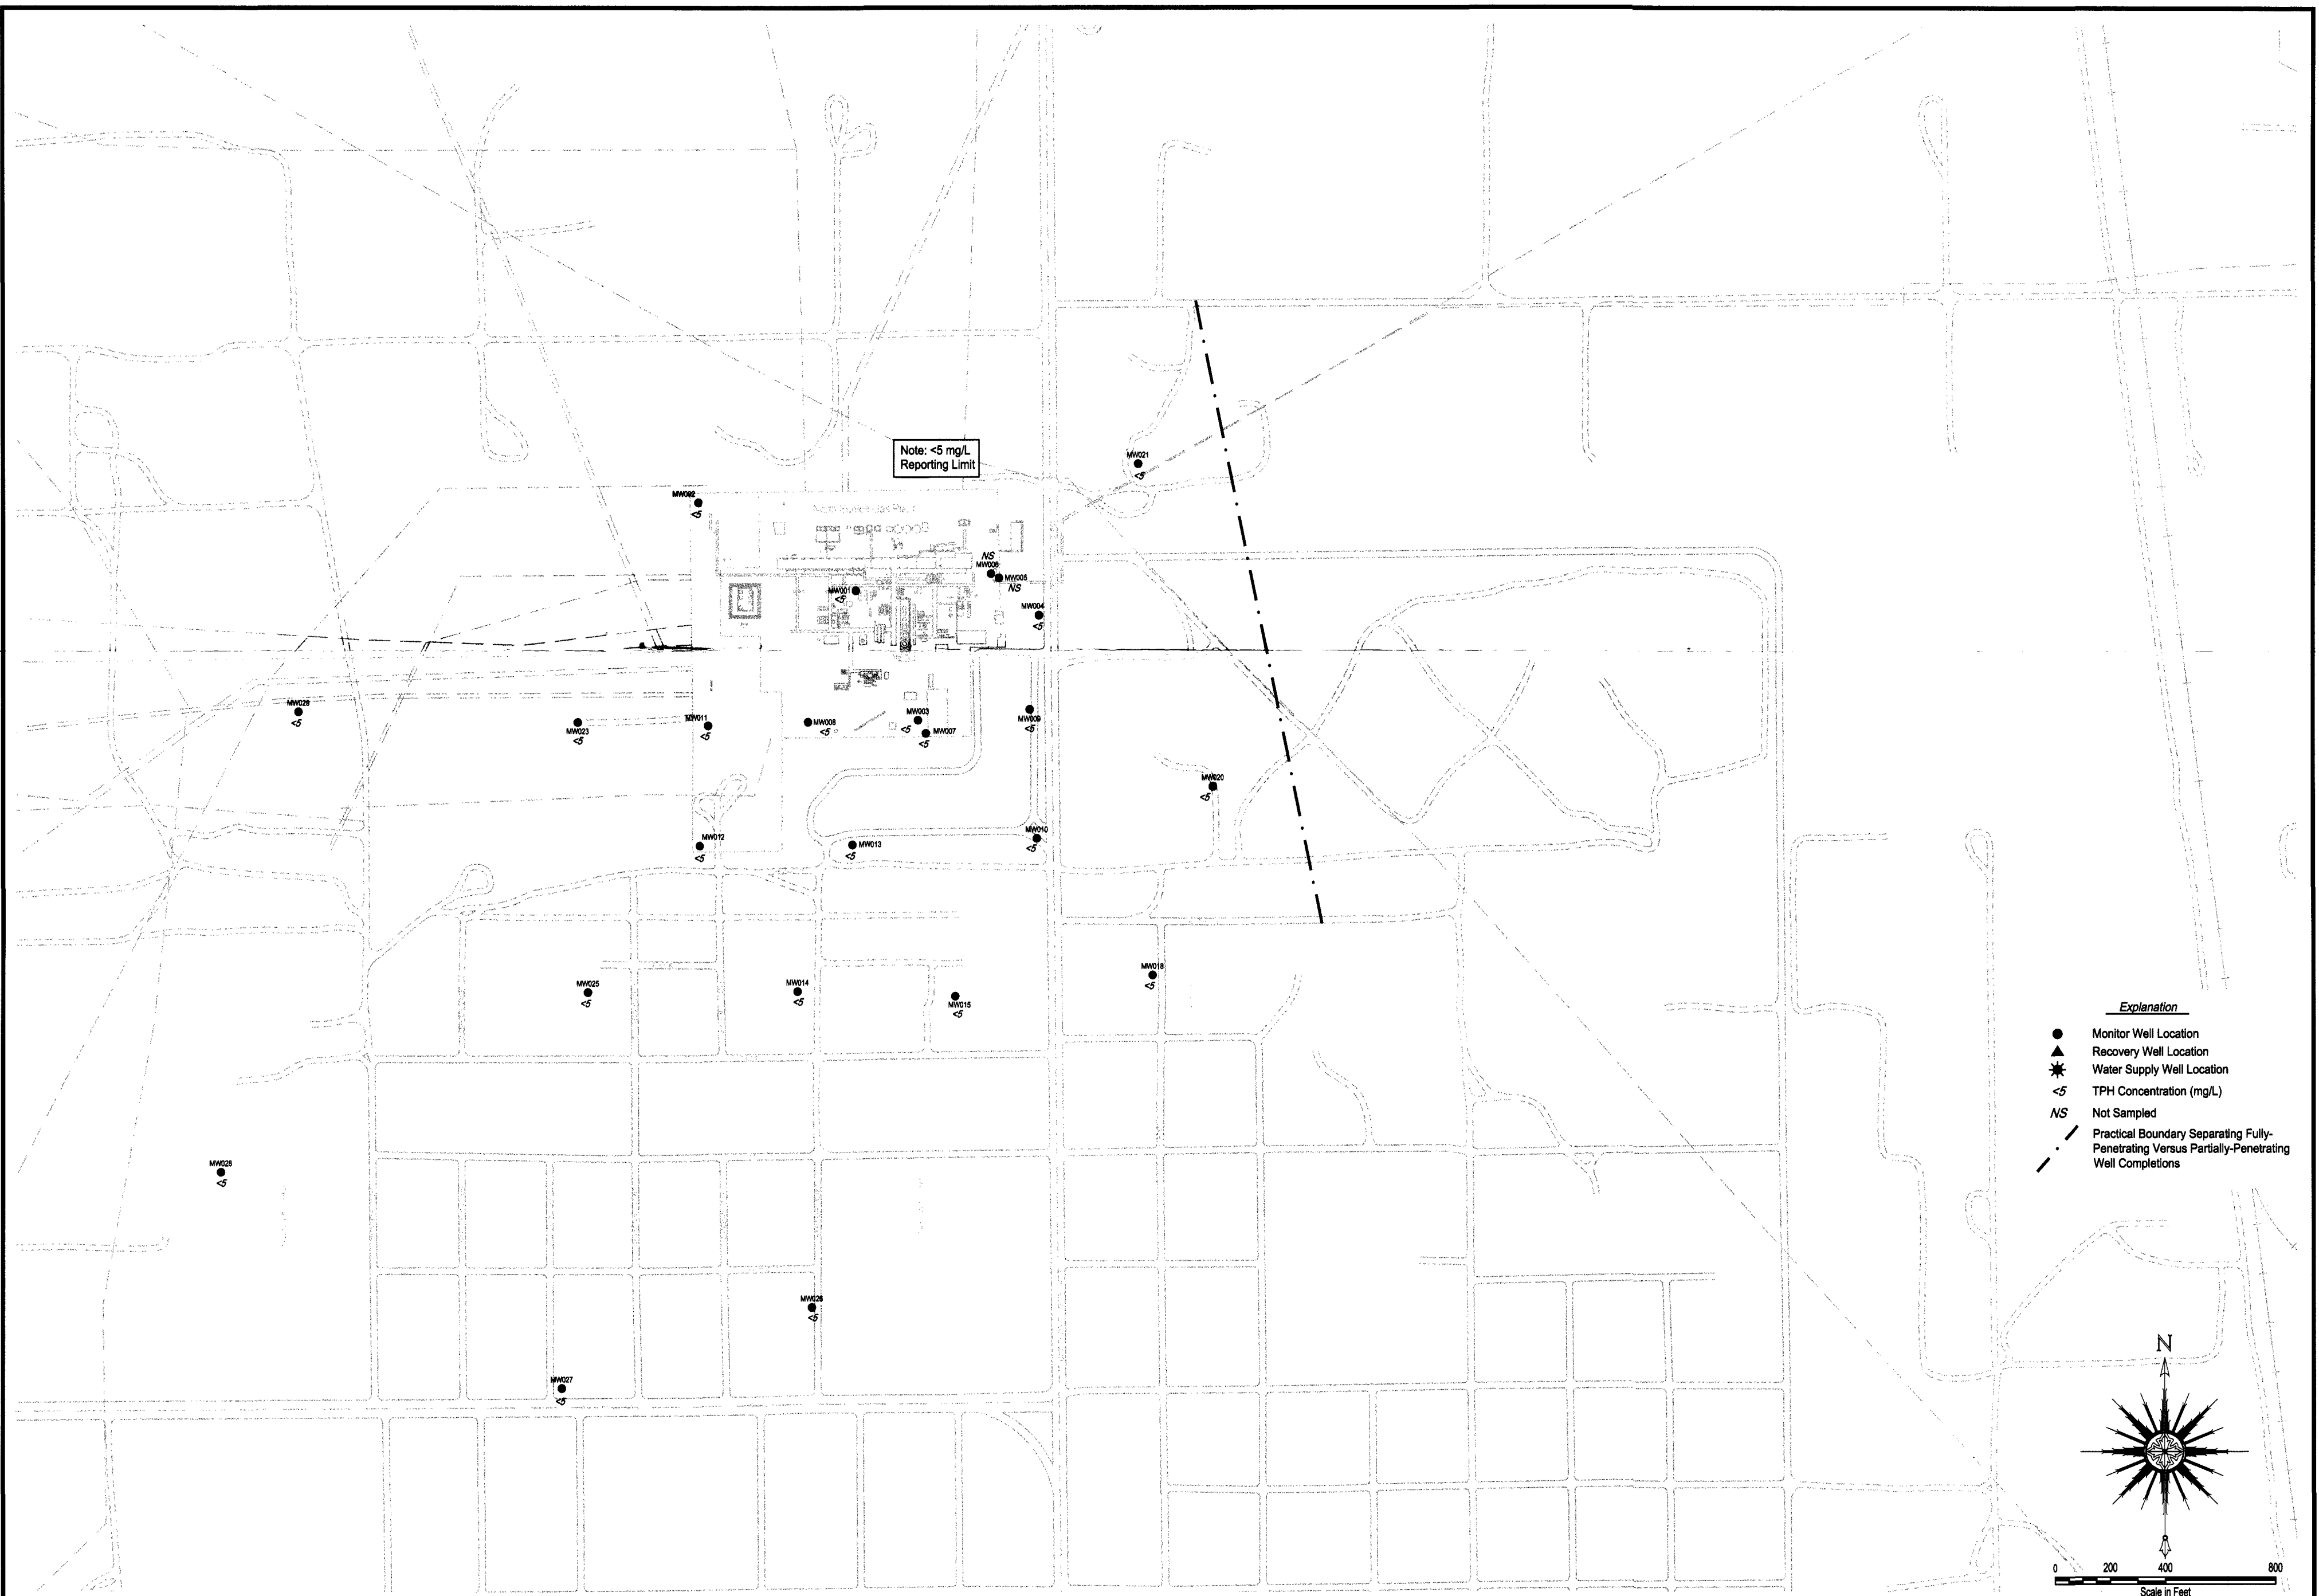 Note: <5 mg/L
Reporting Limit
MW021
<5
MW002
<5
NS
MW006
MW005
NS
MW001
<5
MW004
<5
<5
MW023
<5
MW011
<5
MW008
<5
MW003
<5
MW007
<5
MW009
<5
MW020
<5
MW012
<5
MW013
<5
MW010
<5
MW025
<5
MW014
<5
MW015
<5
MW018
<5
MW028
<5
MW026
<5
MW027
<5
Explanation
Monitor Well Location
Recovery Well Location
Water Supply Well Location
<5 TPH Concentration (mg/L)
NS Not Sampled
Practical Boundary Separating Fully-
Penetrating Versus Partially-Penetrating
Well Completions
N
0 200 400 800
Scale in Feet